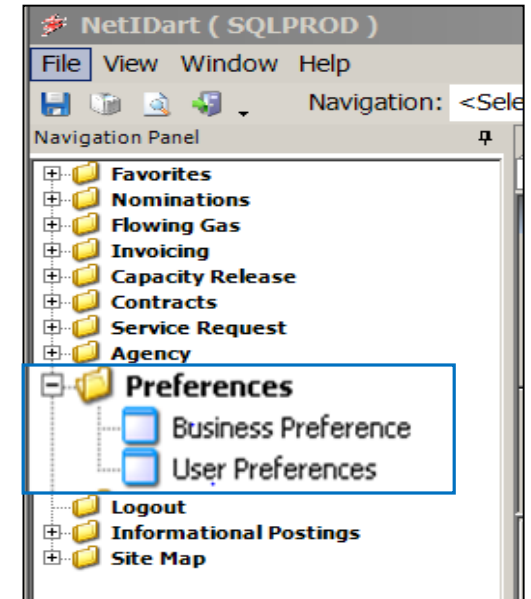 NetIDart ( SQLPROD )
File View Window Help
Navigation: <Sele
Navigation Panel
Favorites
Nominations
Flowing Gas
Invoicing
Capacity Release
Contracts
Service Request
Agency
Preferences
Business Preference
User Preferences
Logout
Informational Postings
Site Map